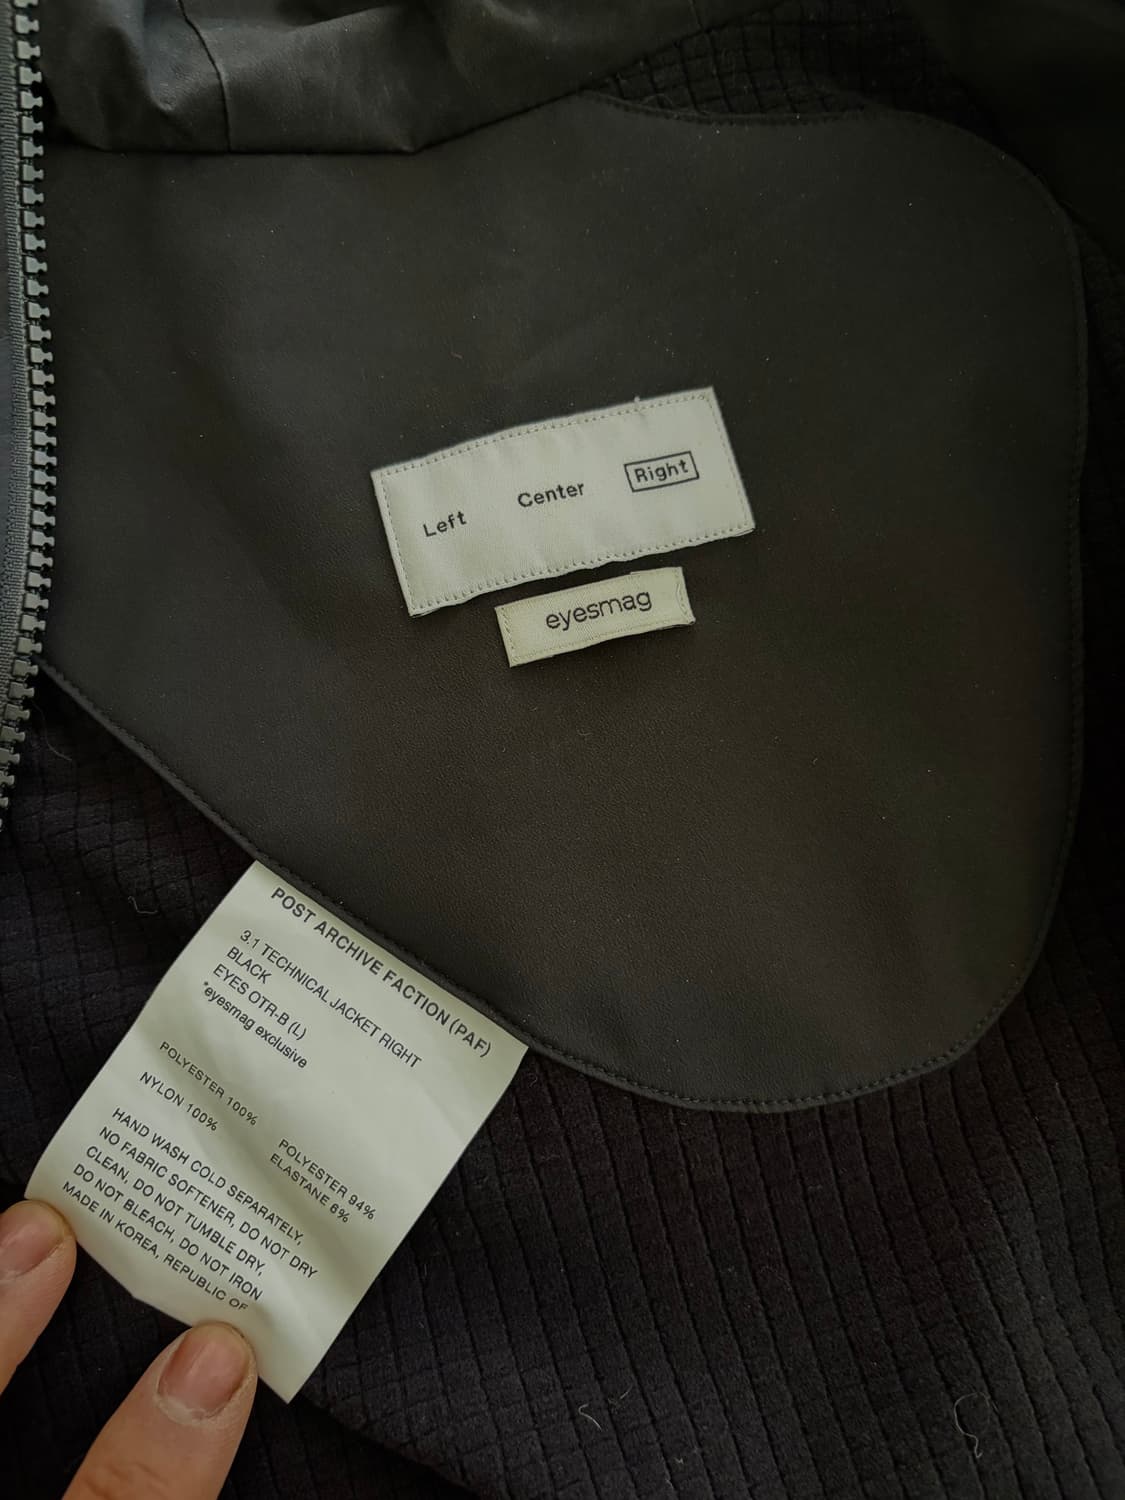 Left Center Right
eyesmag
POST ARCHIVE FACTION (PAF)
3.1 TECHNICAL JACKET RIGHT
BLACK
EYES OTR-B (L)
*eyesmag exclusive
POLYESTER 100%
NYLON 100%
POLYESTER 94%
ELASTANE 6%
HAND WASH COLD SEPARATELY,
NO FABRIC SOFTENER, DO NOT DRY
CLEAN, DO NOT TUMBLE DRY,
DO NOT BLEACH, DO NOT IRON
MADE IN KOREA, REPUBLIC OF